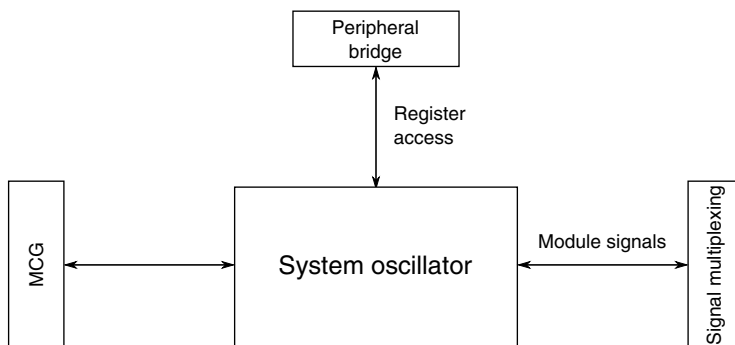 Peripheral
bridge
Register
access
MCG
System oscillator
Module signals
Signal multiplexing